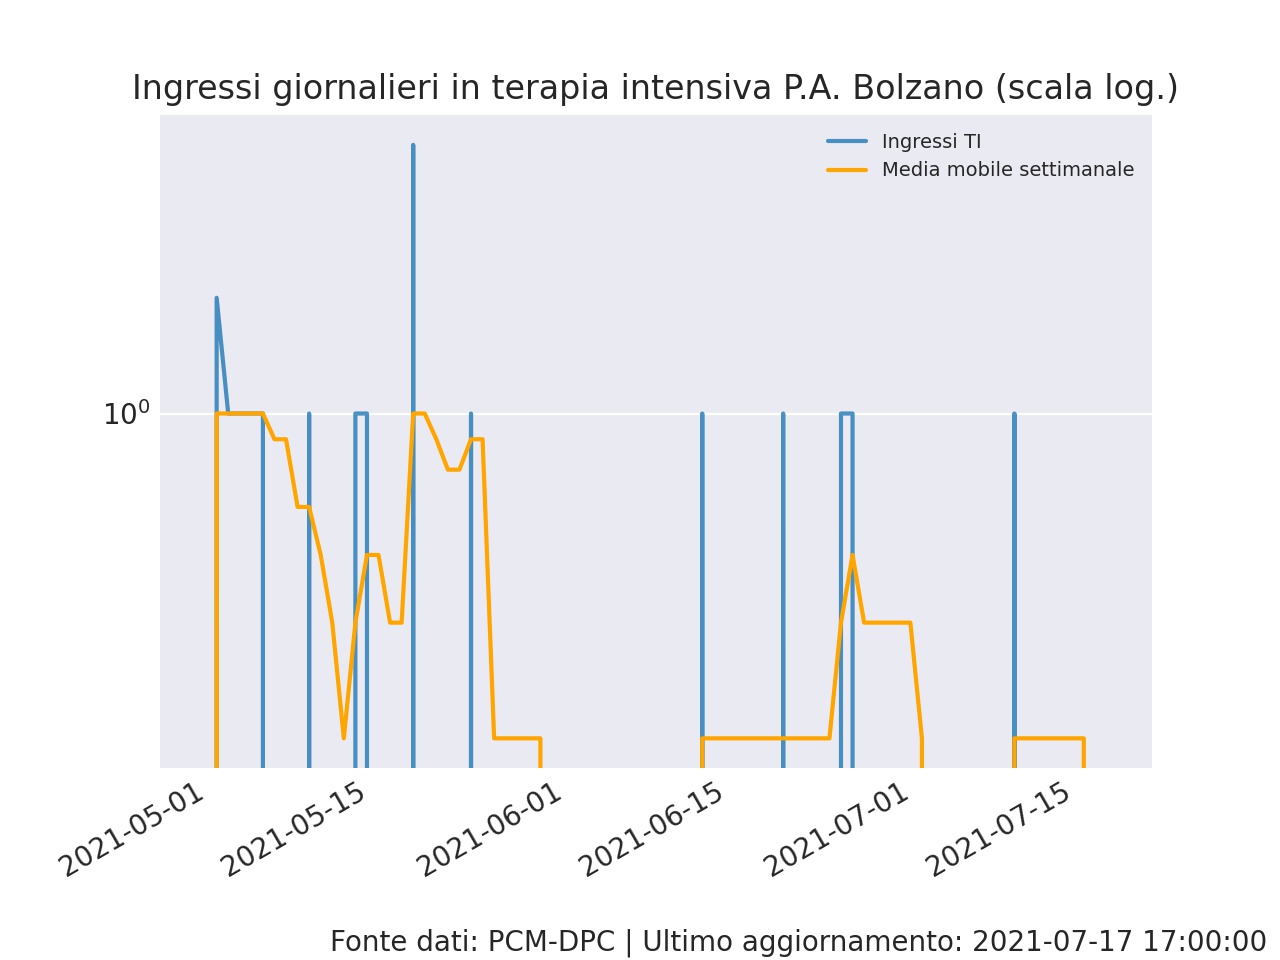 Ingressi giornalieri in terapia intensiva P.A. Bolzano (scala log.)
Ingressi TI
Media mobile settimanale
10⁰
2021-05-01
2021-05-15
2021-06-01
2021-06-15
2021-07-01
2021-07-15
Fonte dati: PCM-DPC | Ultimo aggiornamento: 2021-07-17 17:00:00